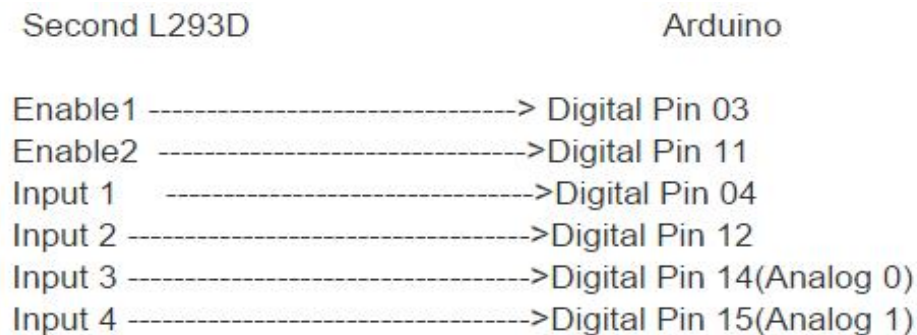 Second L293D Arduino
Enable1 --------------------------------> Digital Pin 03
Enable2 -------------------------------->Digital Pin 11
Input 1 -------------------------------->Digital Pin 04
Input 2 ----------------------------------->Digital Pin 12
Input 3 ----------------------------------->Digital Pin 14(Analog 0)
Input 4 ----------------------------------->Digital Pin 15(Analog 1)